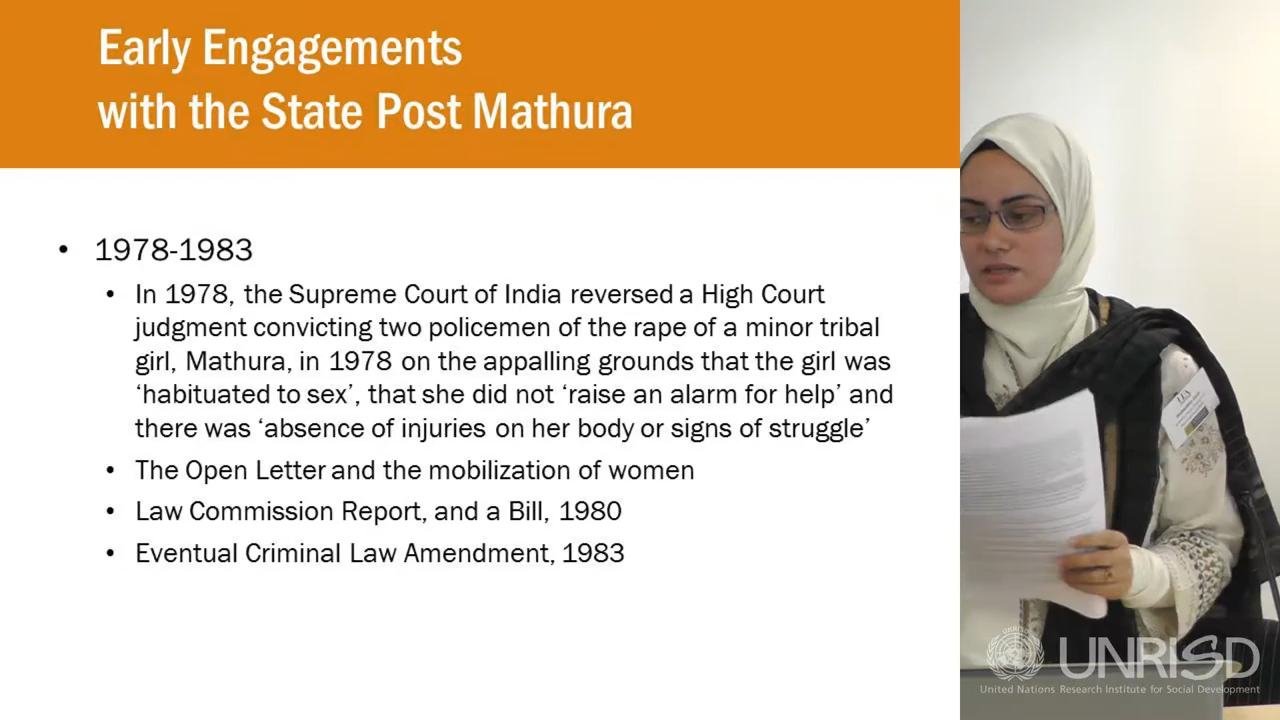 Early Engagements
with the State Post Mathura
• 1978-1983
• In 1978, the Supreme Court of India reversed a High Court
judgment convicting two policemen of the rape of a minor tribal
girl, Mathura, in 1978 on the appalling grounds that the girl was
‘habituated to sex’, that she did not ‘raise an alarm for help’ and
there was ‘absence of injuries on her body or signs of struggle’
• The Open Letter and the mobilization of women
• Law Commission Report, and a Bill, 1980
• Eventual Criminal Law Amendment, 1983
UNRISD
United Nations Research Institute for Social Development